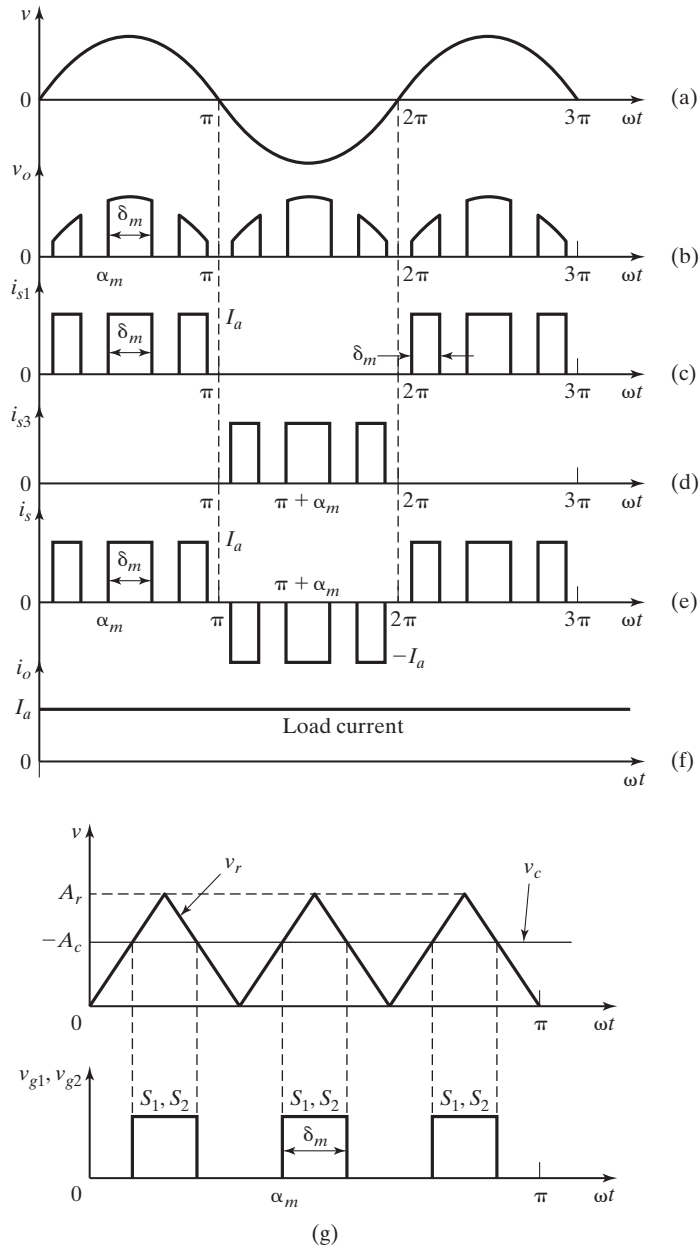 v
0
π
2π
3π
ωt
(a)
v_o
δ_m
0
α_m
π
2π
3π
ωt
(b)
i_s1
I_a
δ_m
δ_m
0
π
2π
3π
ωt
(c)
i_s3
0
π
π + α_m
2π
3π
ωt
(d)
i_s
I_a
δ_m
π + α_m
0
α_m
π
2π
3π
ωt
(e)
−I_a
i_o
I_a
Load current
0
ωt
(f)
v
v_r
v_c
A_r
−A_c
0
π
ωt
v_g1, v_g2
S_1, S_2
S_1, S_2
S_1, S_2
δ_m
0
α_m
π
ωt
(g)